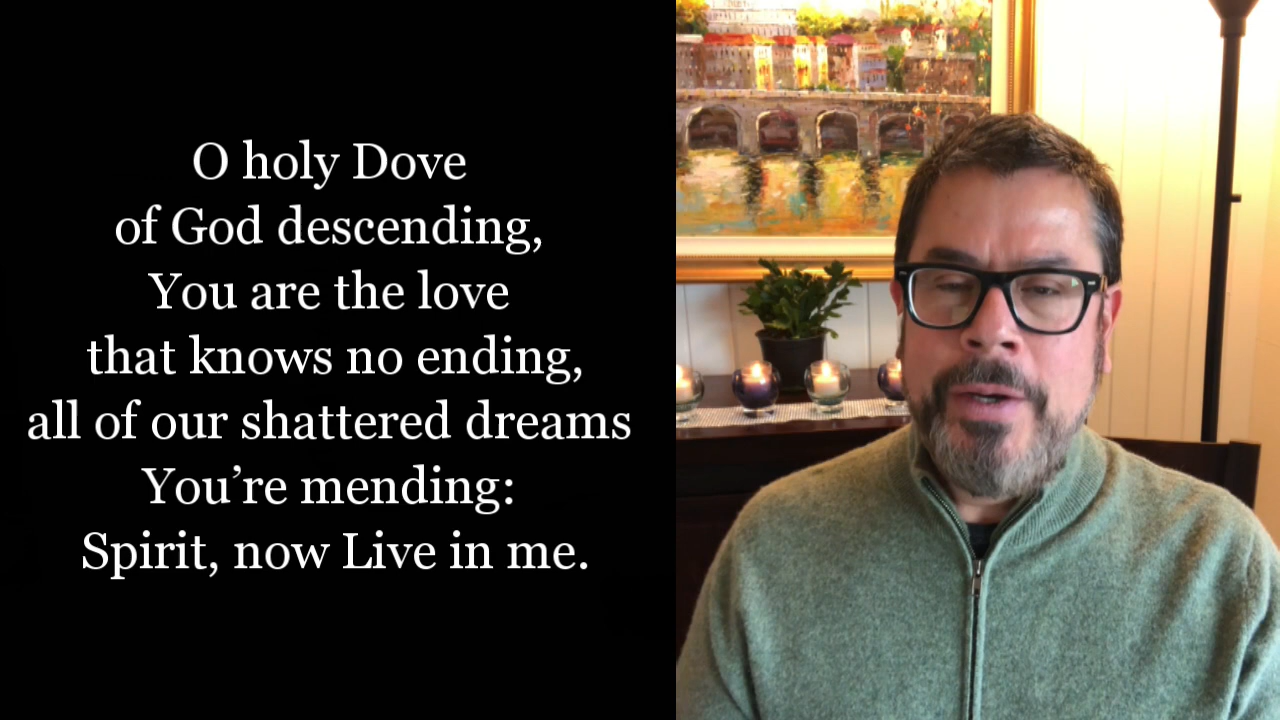 O holy Dove
of God descending,
You are the love
that knows no ending,
all of our shattered dreams
You’re mending:
Spirit, now Live in me.